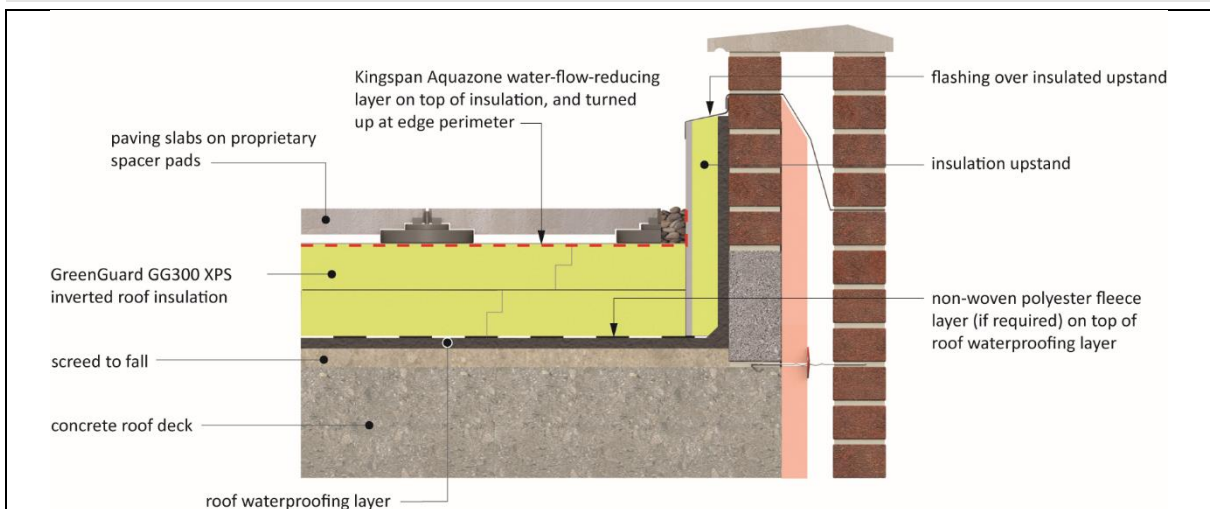 Kingspan Aquazone water-flow-reducing
layer on top of insulation, and turned
up at edge perimeter
flashing over insulated upstand
paving slabs on proprietary
spacer pads
insulation upstand
GreenGuard GG300 XPS
inverted roof insulation
non-woven polyester fleece
layer (if required) on top of
roof waterproofing layer
screed to fall
concrete roof deck
roof waterproofing layer